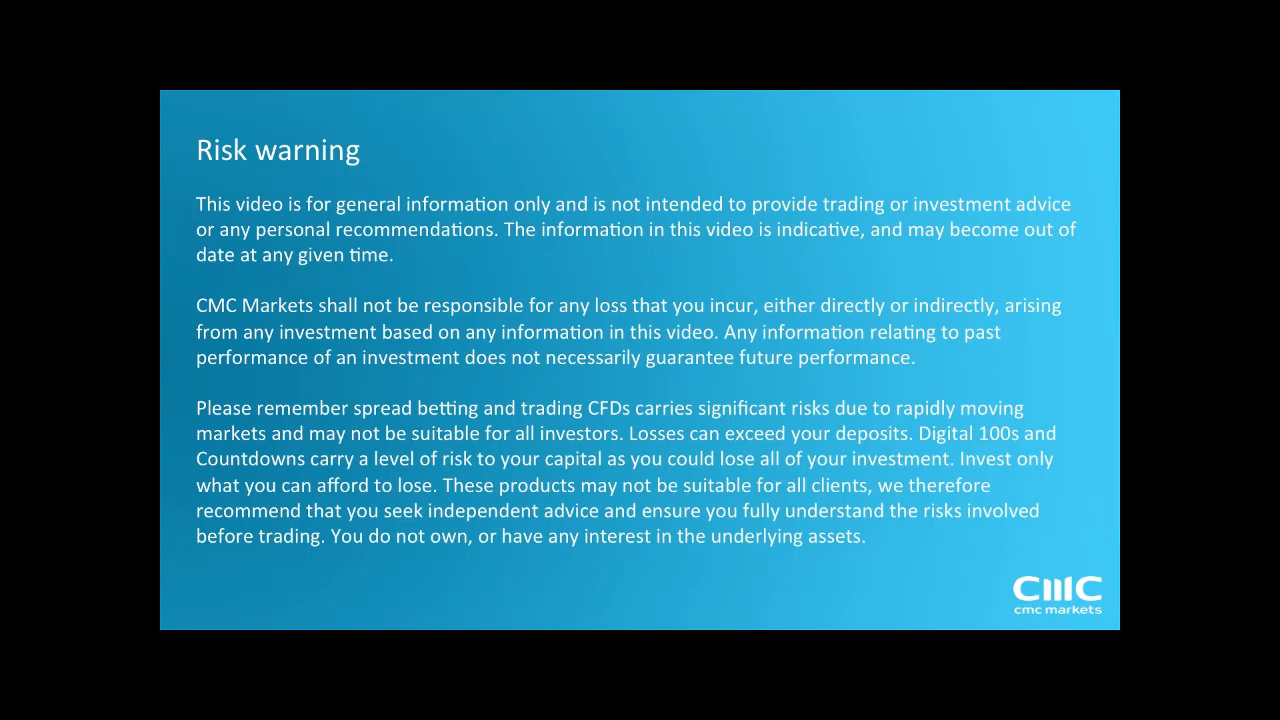 Risk warning
This video is for general information only and is not intended to provide trading or investment advice
or any personal recommendations. The information in this video is indicative, and may become out of
date at any given time.
CMC Markets shall not be responsible for any loss that you incur, either directly or indirectly, arising
from any investment based on any information in this video. Any information relating to past
performance of an investment does not necessarily guarantee future performance.
Please remember spread betting and trading CFDs carries significant risks due to rapidly moving
markets and may not be suitable for all investors. Losses can exceed your deposits. Digital 100s and
Countdowns carry a level of risk to your capital as you could lose all of your investment. Invest only
what you can afford to lose. These products may not be suitable for all clients, we therefore
recommend that you seek independent advice and ensure you fully understand the risks involved
before trading. You do not own, or have any interest in the underlying assets.
CMC
cmc markets